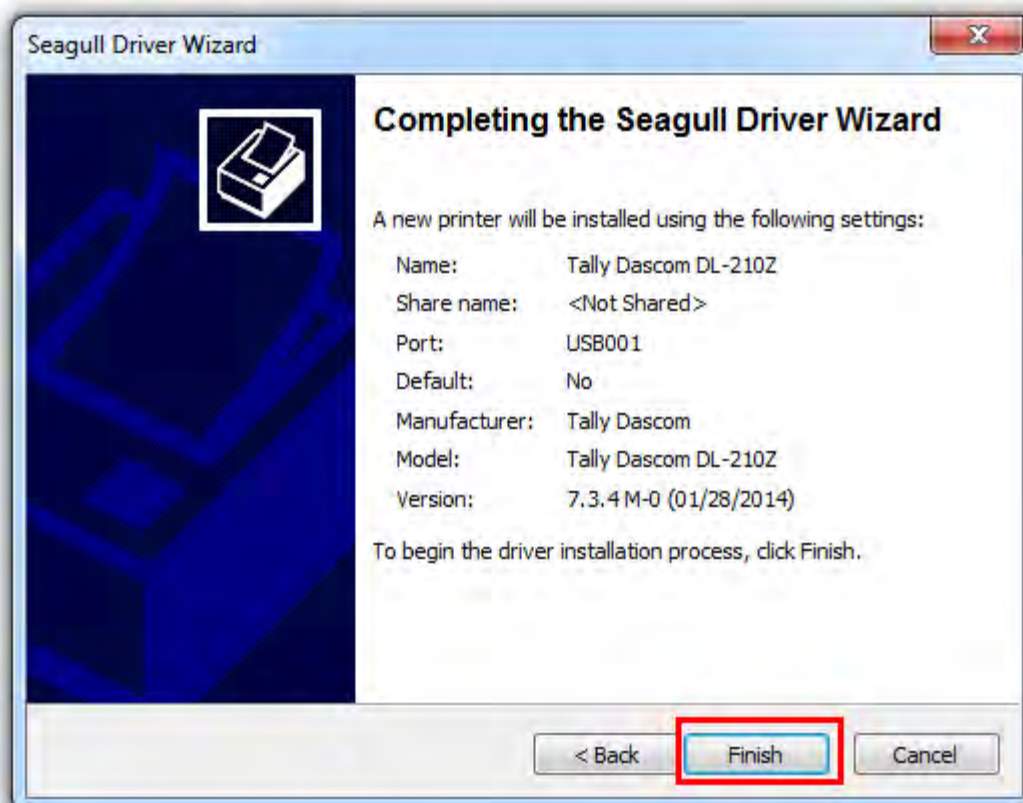 Seagull Driver Wizard
Completing the Seagull Driver Wizard
A new printer will be installed using the following settings:
Name: Tally Dascom DL-210Z
Share name: <Not Shared>
Port: USB001
Default: No
Manufacturer: Tally Dascom
Model: Tally Dascom DL-210Z
Version: 7.3.4 M-0 (01/28/2014)
To begin the driver installation process, click Finish.
< Back Finish Cancel